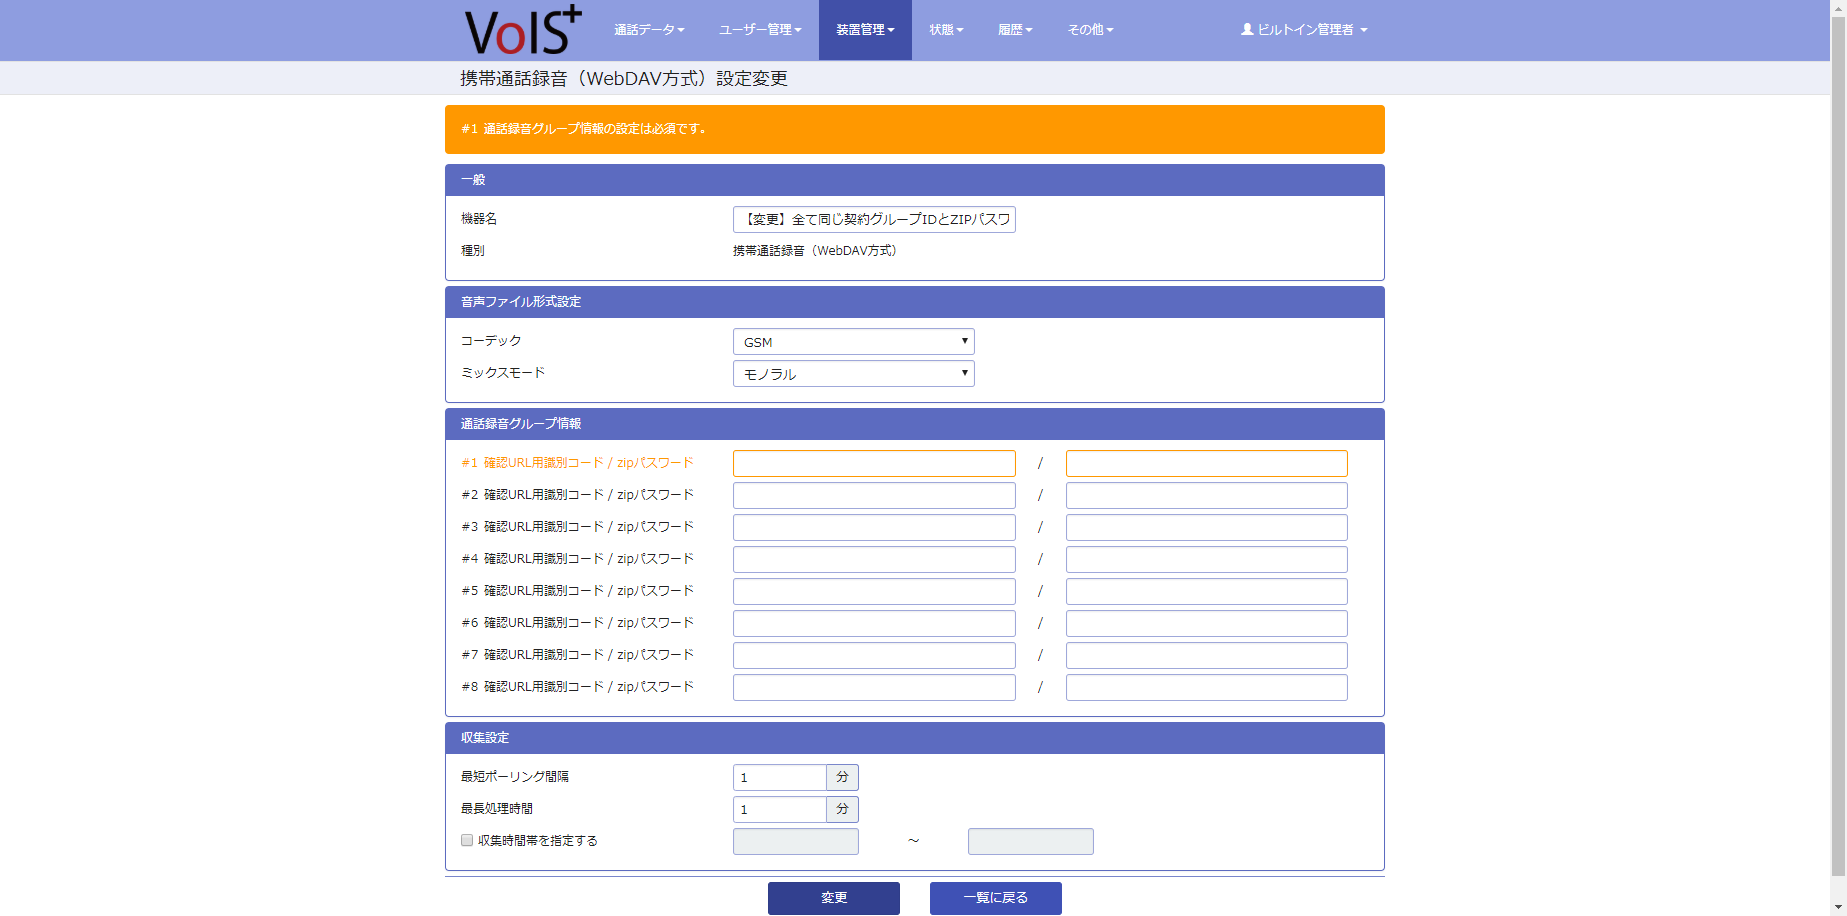 VoIS+ 通話データ ユーザー管理 装置管理 状態 履歴 その他 ビルトイン管理者
携帯通話録音（WebDAV方式）設定変更
#1 通話録音グループ情報の設定は必須です。
一般
機器名 【変更】全て同じ契約グループIDとZIPパスワ
種別 携帯通話録音（WebDAV方式）
音声ファイル形式設定
コーデック GSM
ミックスモード モノラル
通話録音グループ情報
#1 確認URL用識別コード / zipパスワード /
#2 確認URL用識別コード / zipパスワード /
#3 確認URL用識別コード / zipパスワード /
#4 確認URL用識別コード / zipパスワード /
#5 確認URL用識別コード / zipパスワード /
#6 確認URL用識別コード / zipパスワード /
#7 確認URL用識別コード / zipパスワード /
#8 確認URL用識別コード / zipパスワード /
収集設定
最短ポーリング間隔 1 分
最長処理時間 1 分
収集時間帯を指定する ～
変更 一覧に戻る